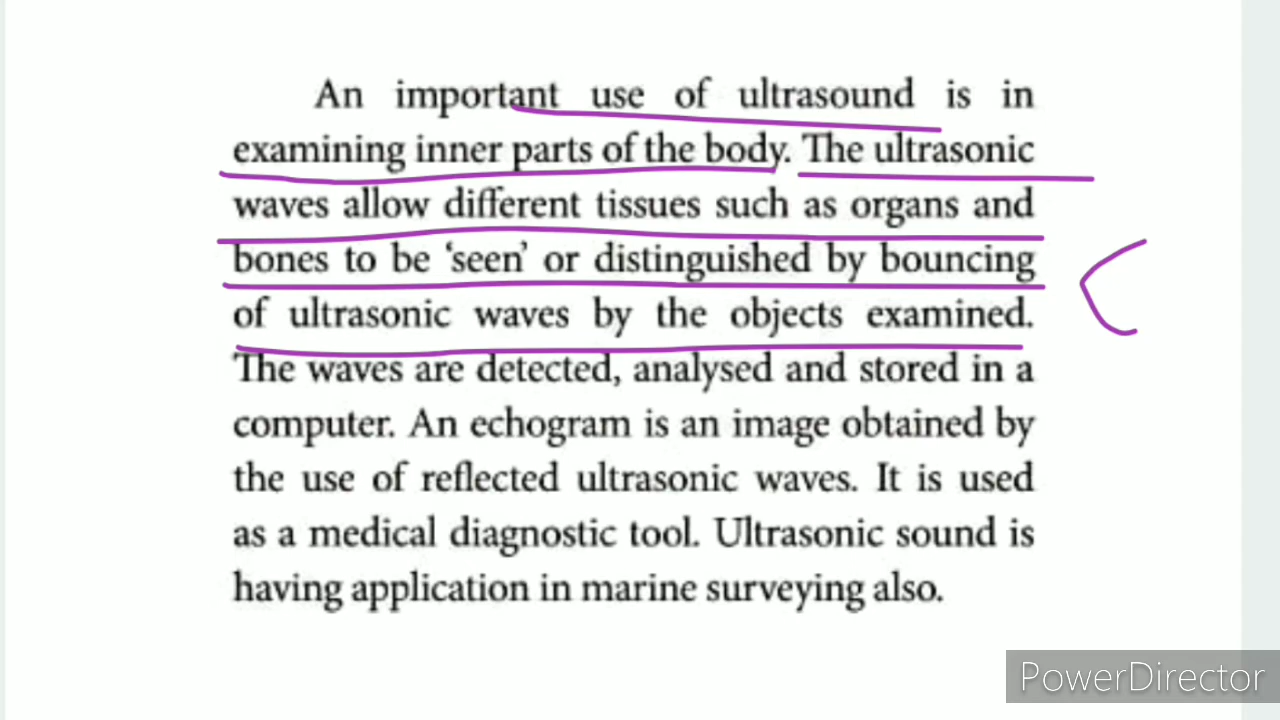 An important use of ultrasound is in
examining inner parts of the body. The ultrasonic
waves allow different tissues such as organs and
bones to be ‘seen’ or distinguished by bouncing
of ultrasonic waves by the objects examined.
The waves are detected, analysed and stored in a
computer. An echogram is an image obtained by
the use of reflected ultrasonic waves. It is used
as a medical diagnostic tool. Ultrasonic sound is
having application in marine surveying also.
PowerDirector